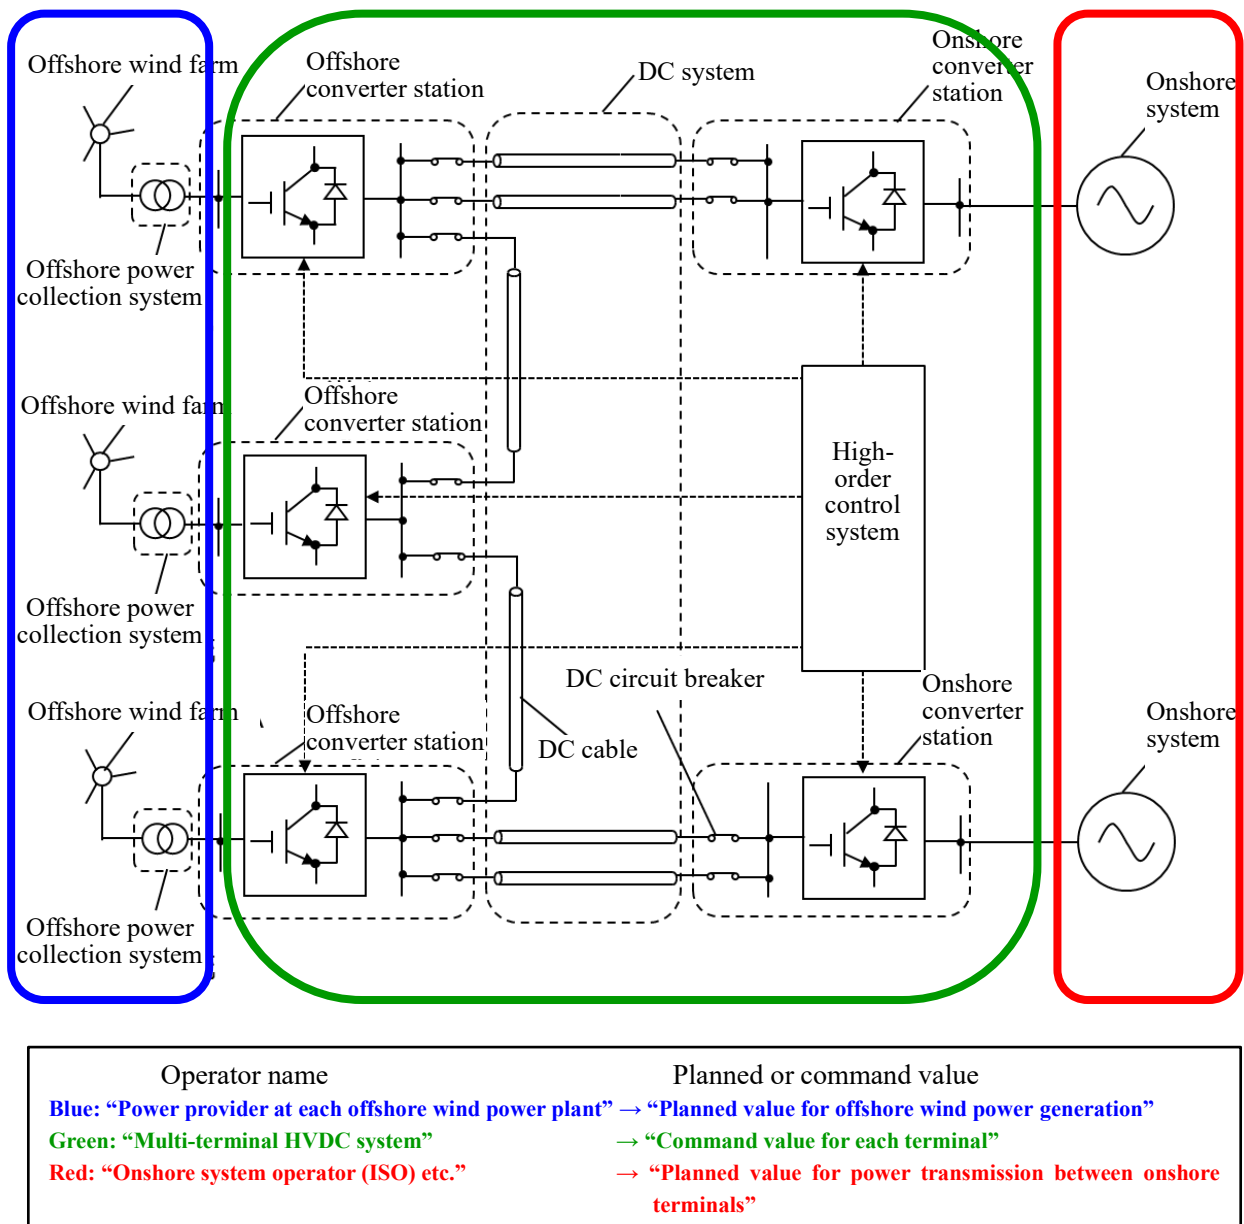 Offshore wind farm
Offshore
converter station
DC system
Onshore
converter
station
Onshore
system
Offshore power
collection system
Offshore wind farm
Offshore
converter station
High-
order
control
system
Offshore power
collection system
DC circuit breaker
Onshore
converter
station
Offshore wind farm
Offshore
converter station
DC cable
Onshore
system
Offshore power
collection system
Operator name
Planned or command value
Blue: “Power provider at each offshore wind power plant” → “Planned value for offshore wind power generation”
Green: “Multi-terminal HVDC system” → “Command value for each terminal”
Red: “Onshore system operator (ISO) etc.” → “Planned value for power transmission between onshore
terminals”